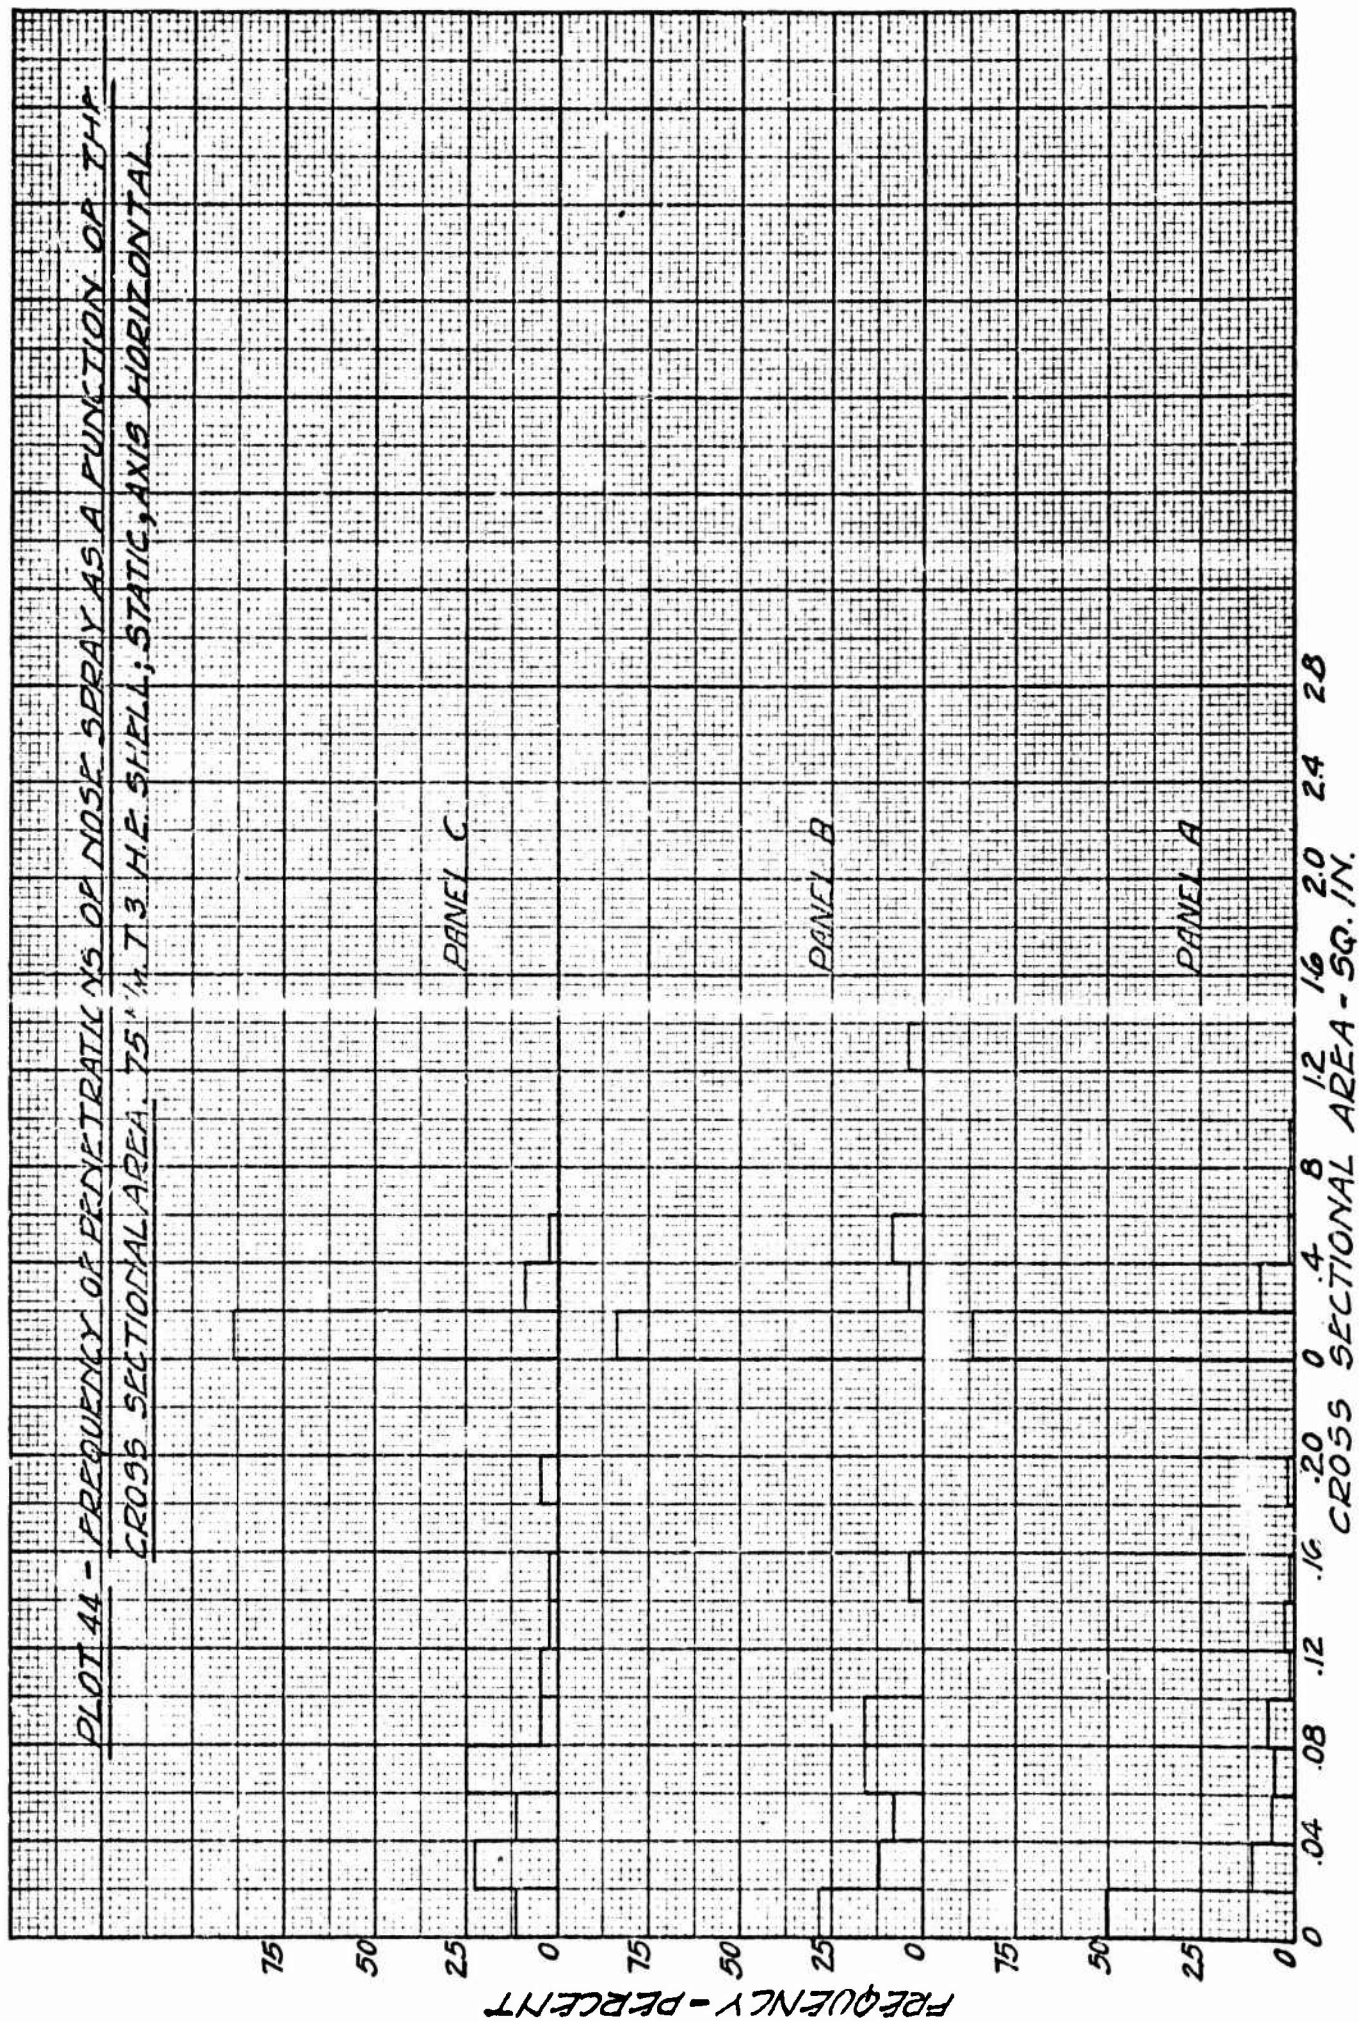 PLOT 44 - FREQUENCY OF PENETRATIONS OF NOSE SPRAY AS A FUNCTION OF THE
CROSS SECTIONAL AREA. 75 M/M. T3 H.E. SHELL; STATIC, AXIS HORIZONTAL
FREQUENCY - PERCENT
75
50
25
0
PANEL C
75
50
25
0
PANEL B
75
50
25
0
PANEL A
0 .04 .08 .12 .16 .20 0 .4 .8 1.2 1.6 2.0 2.4 2.8
CROSS SECTIONAL AREA - SQ. IN.